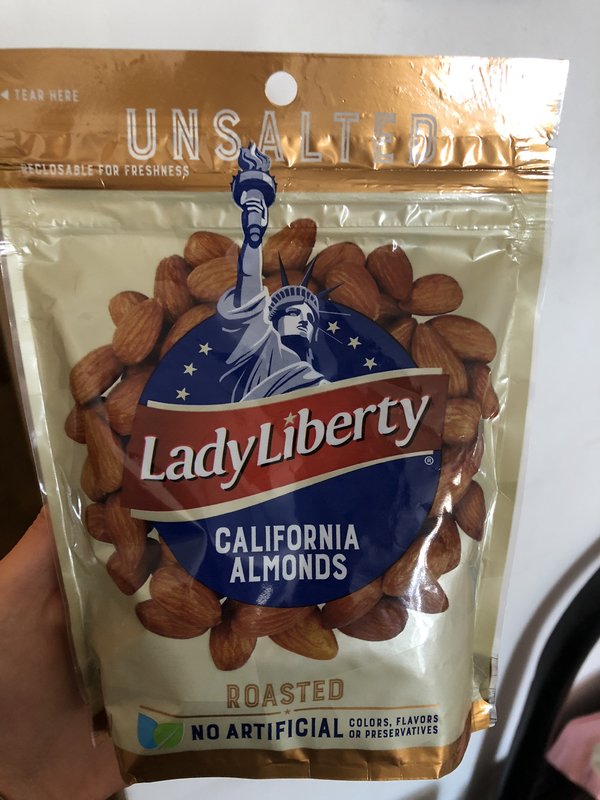 ◀ TEAR HERE
UNSALTED
RECLOSABLE FOR FRESHNESS
LadyLiberty
®
CALIFORNIA
ALMONDS
ROASTED
NO ARTIFICIAL COLORS, FLAVORS
OR PRESERVATIVES